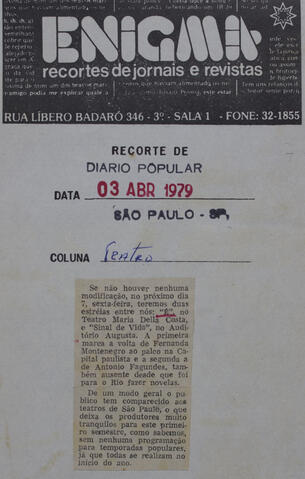 ENIGMA
recortes de jornais e revistas
RUA LÍBERO BADARÓ 346 - 3º - SALA 1 - FONE: 32-1855
RECORTE DE
DIARIO POPULAR
DATA 03 ABR 1979
SÃO PAULO - SP,
COLUNA Teatro
Se não houver nenhuma
modificação, no próximo dia
7, sexta-feira, teremos duas
estréias entre nós: "É", no
Teatro Maria Della Costa,
e "Sinal de Vida", no Au-
ditório Augusta. A primeira
marca a volta de Fernanda
Montenegro ao palco na Ca-
pital paulista e a segunda a
de Antonio Fagundes, tam-
bém ausente desde que foi
para o Rio fazer novelas.
De um modo geral o pú-
blico tem comparecido aos
teatros de São Paulo, o que
deixa os produtores muito
tranquilos para este primei-
ro semestre, como sabemos,
sem nenhuma programação
para temporadas populares,
já que todas se realizam no
início do ano.